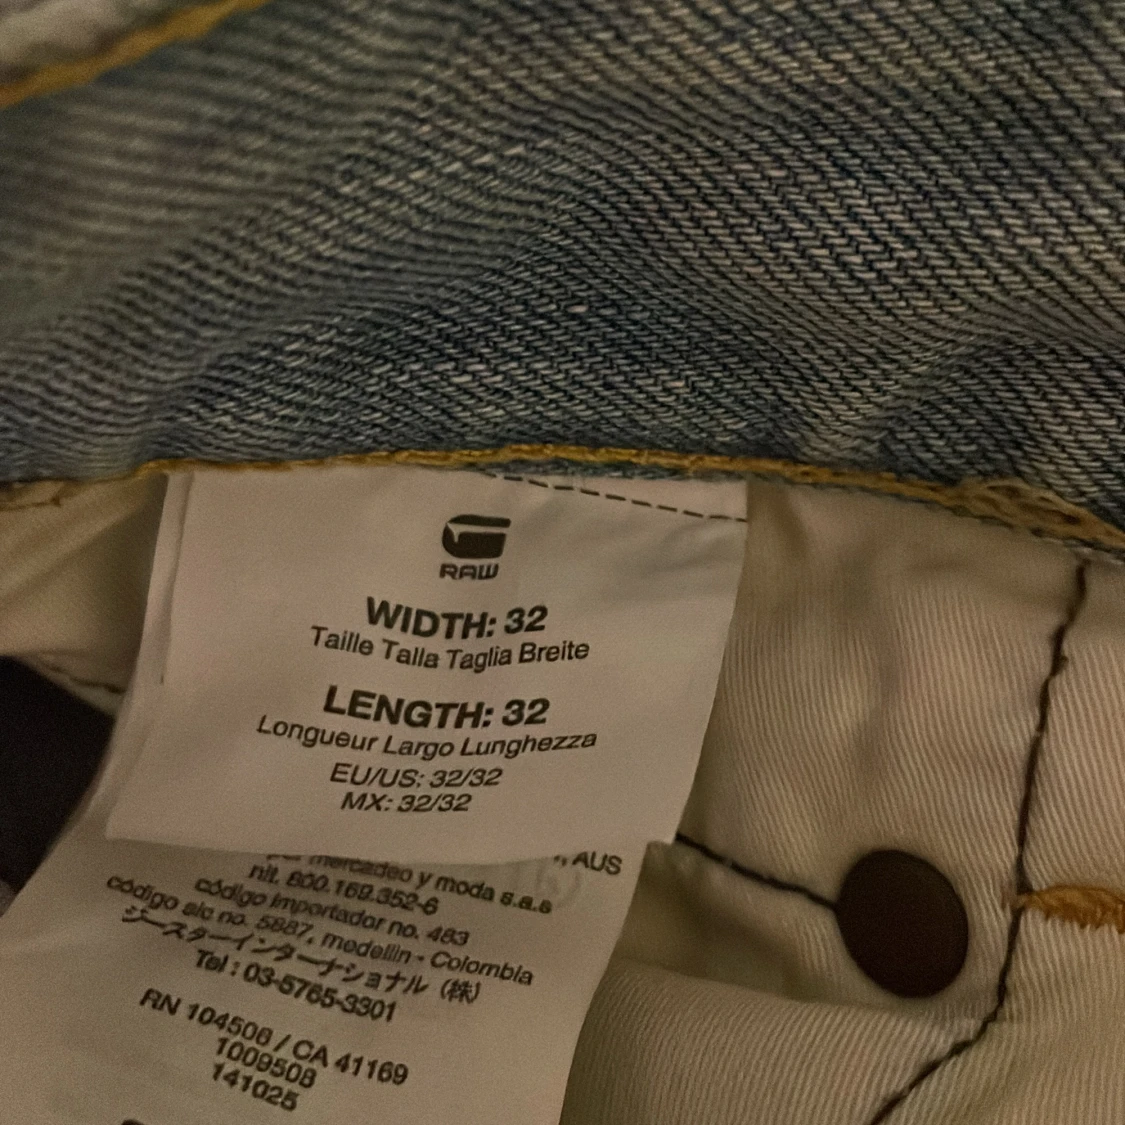 RAW
WIDTH: 32
Taille Talla Taglia Breite
LENGTH: 32
Longueur Largo Lunghezza
EU/US: 32/32
MX: 32/32
, AUS
mercadeo y moda s.a.s
nit. 800.169.352-6
código importador no. 483
código sic no. 5887, medellin - Colombia
ジースターインターナショナル（株）
Tel : 03-5765-3301
RN 104506 / CA 41169
1009508
141025